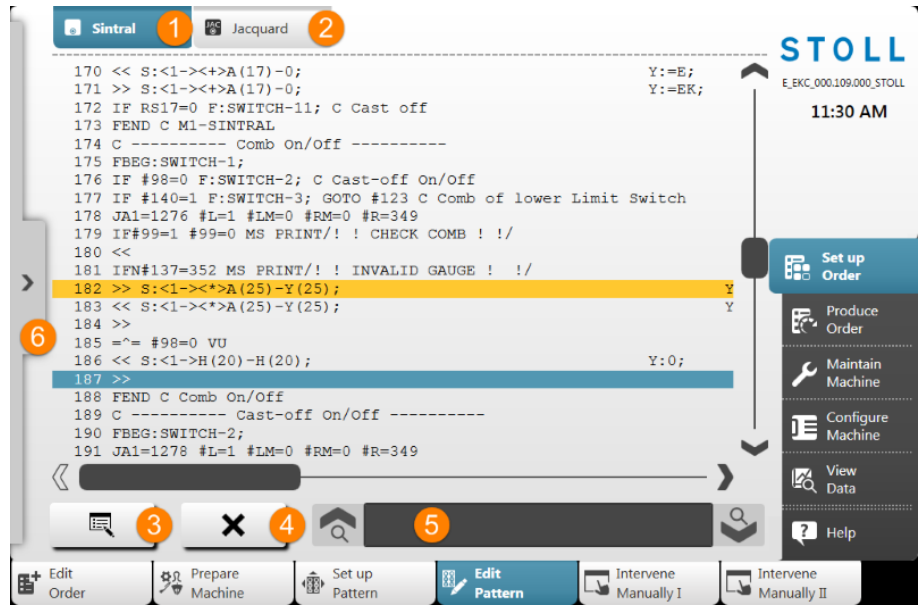 Sintral 1 JAC Jacquard 2
STOLL
E_EKC_000.109.000_STOLL
11:30 AM
170 << S:<1-><+>A(17)-0; Y:=E;
171 >> S:<1-><+>A(17)-0; Y:=EK;
172 IF RS17=0 F:SWITCH-11; C Cast off
173 FEND C M1-SINTRAL
174 C ---------- Comb On/Off ----------
175 FBEG:SWITCH-1;
176 IF #98=0 F:SWITCH-2; C Cast-off On/Off
177 IF #140=1 F:SWITCH-3; GOTO #123 C Comb of lower Limit Switch
178 JA1=1276 #L=1 #LM=0 #RM=0 #R=349
179 IF#99=1 #99=0 MS PRINT/! ! CHECK COMB ! !/
180 <<
181 IFN#137=352 MS PRINT/! ! INVALID GAUGE ! !/
182 >> S:<1-><*>A(25)-Y(25); Y
183 << S:<1-><*>A(25)-Y(25); Y
184 >>
185 =^= #98=0 VU
186 << S:<1->H(20)-H(20); Y:0;
187 >>
188 FEND C Comb On/Off
189 C ---------- Cast-off On/Off ----------
190 FBEG:SWITCH-2;
191 JA1=1278 #L=1 #LM=0 #RM=0 #R=349
6
3
4
5
Set up
Order
Produce
Order
Maintain
Machine
Configure
Machine
View
Data
Help
Edit
Order
Prepare
Machine
Set up
Pattern
Edit
Pattern
Intervene
Manually I
Intervene
Manually II